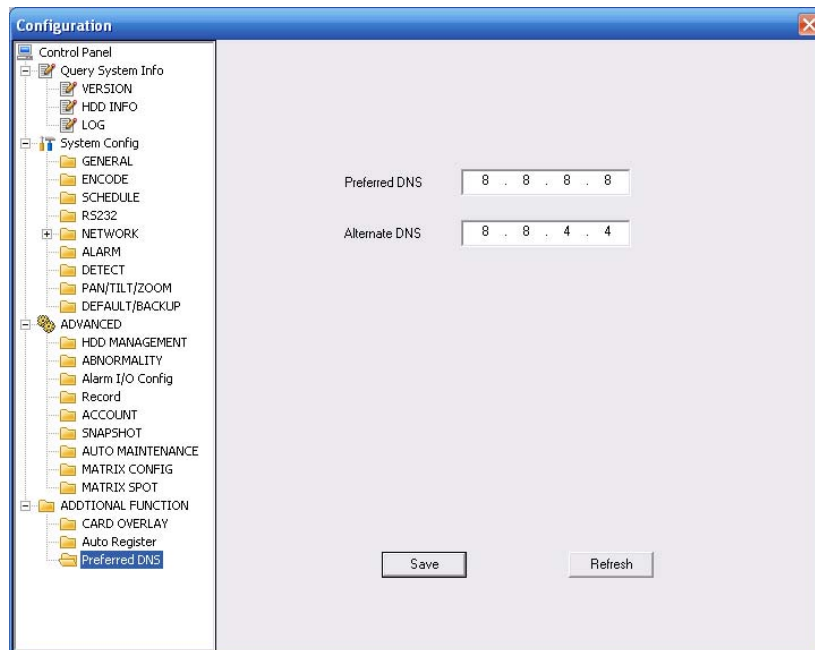 Configuration
Control Panel
Query System Info
VERSION
HDD INFO
LOG
System Config
GENERAL
ENCODE
SCHEDULE
RS232
NETWORK
ALARM
DETECT
PAN/TILT/ZOOM
DEFAULT/BACKUP
ADVANCED
HDD MANAGEMENT
ABNORMALITY
Alarm I/O Config
Record
ACCOUNT
SNAPSHOT
AUTO MAINTENANCE
MATRIX CONFIG
MATRIX SPOT
ADDTIONAL FUNCTION
CARD OVERLAY
Auto Register
Preferred DNS
Preferred DNS 8 . 8 . 8 . 8
Alternate DNS 8 . 8 . 4 . 4
Save Refresh